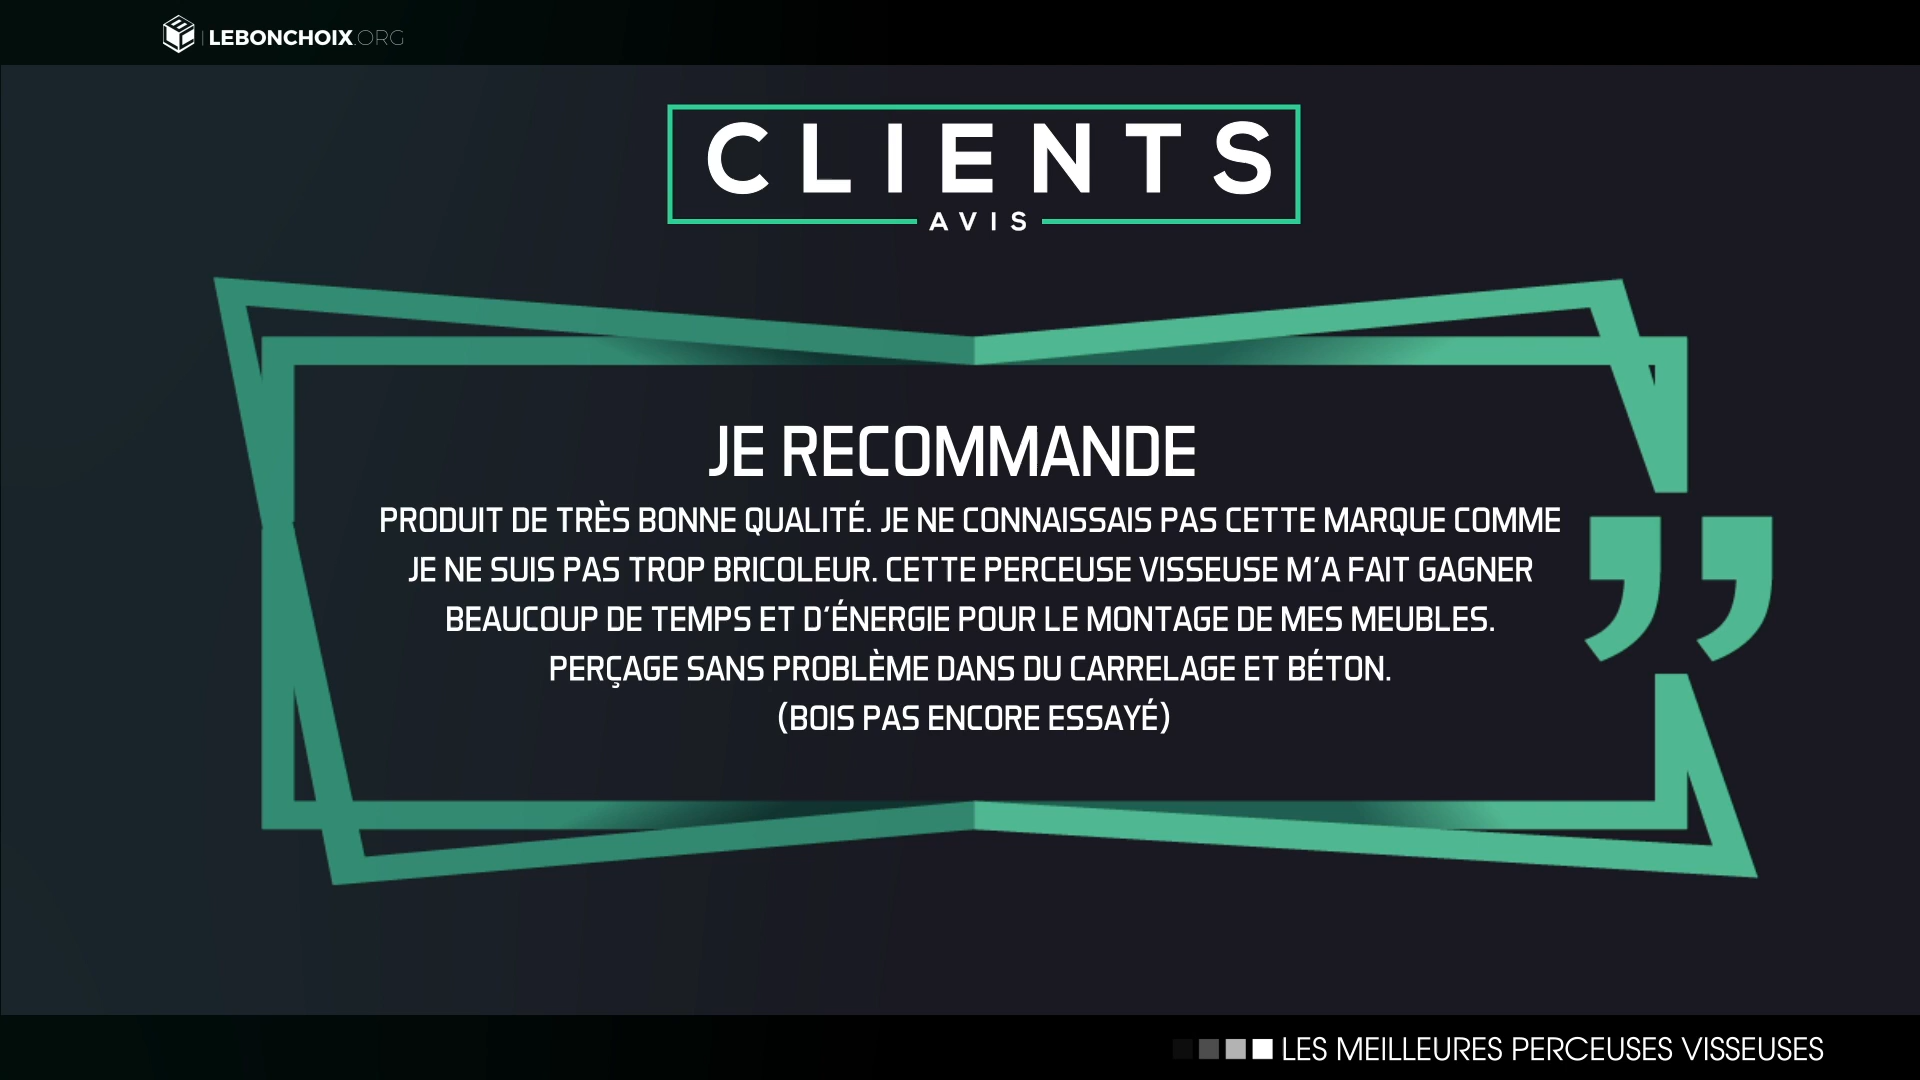 LEBONCHOIX.ORG
CLIENTS
AVIS
JE RECOMMANDE
PRODUIT DE TRÈS BONNE QUALITÉ. JE NE CONNAISSAIS PAS CETTE MARQUE COMME
JE NE SUIS PAS TROP BRICOLEUR. CETTE PERCEUSE VISSEUSE M'A FAIT GAGNER
BEAUCOUP DE TEMPS ET D'ÉNERGIE POUR LE MONTAGE DE MES MEUBLES.
PERÇAGE SANS PROBLÈME DANS DU CARRELAGE ET BÉTON.
(BOIS PAS ENCORE ESSAYÉ)
”
LES MEILLEURES PERCEUSES VISSEUSES